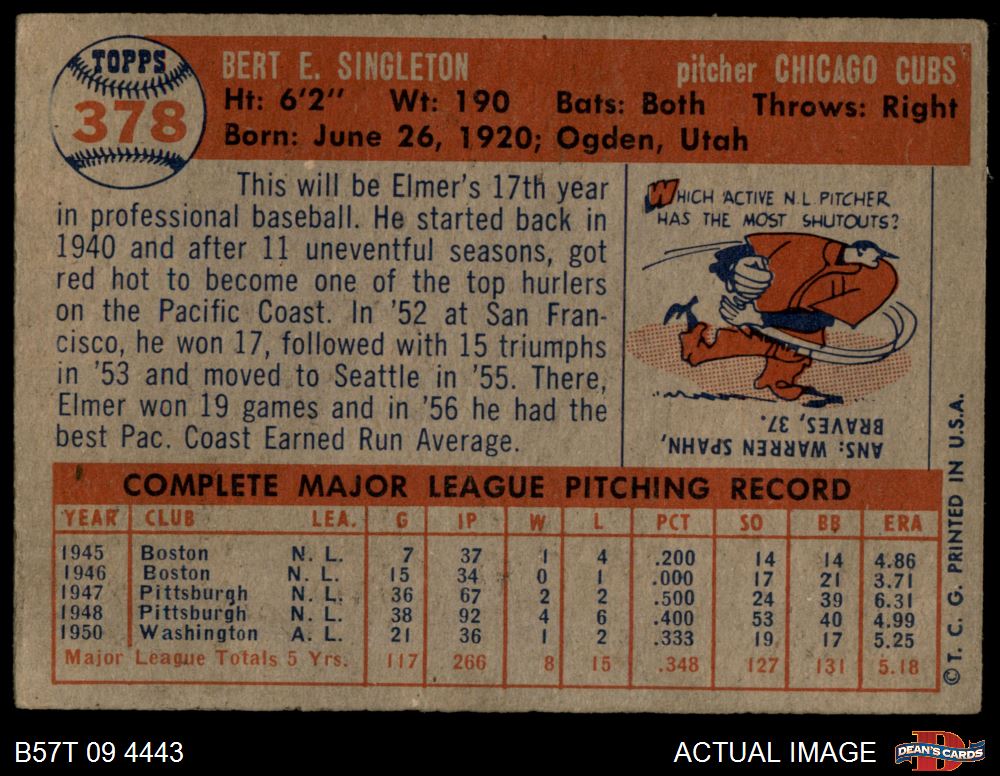 TOPPS
378
BERT E. SINGLETON pitcher CHICAGO CUBS
Ht: 6'2" Wt: 190 Bats: Both Throws: Right
Born: June 26, 1920; Ogden, Utah
This will be Elmer's 17th year
in professional baseball. He started back in
1940 and after 11 uneventful seasons, got
red hot to become one of the top hurlers
on the Pacific Coast. In '52 at San Fran-
cisco, he won 17, followed with 15 triumphs
in '53 and moved to Seattle in '55. There,
Elmer won 19 games and in '56 he had the
best Pac. Coast Earned Run Average.
WHICH ACTIVE N.L. PITCHER
HAS THE MOST SHUTOUTS?
ANS: WARREN SPAHN,
BRAVES, 37.
COMPLETE MAJOR LEAGUE PITCHING RECORD
YEAR CLUB LEA. G IP W L PCT SO BB ERA
1945 Boston N. L. 7 37 1 4 .200 14 14 4.86
1946 Boston N. L. 15 34 0 1 .000 17 21 3.71
1947 Pittsburgh N. L. 36 67 2 2 .500 24 39 6.31
1948 Pittsburgh N. L. 38 92 4 6 .400 53 40 4.99
1950 Washington A. L. 21 36 1 2 .333 19 17 5.25
Major League Totals 5 Yrs. 117 266 8 15 .348 127 131 5.18
© T. C. G. PRINTED IN U.S.A.
B57T 09 4443
ACTUAL IMAGE
D
DEAN'S CARDS